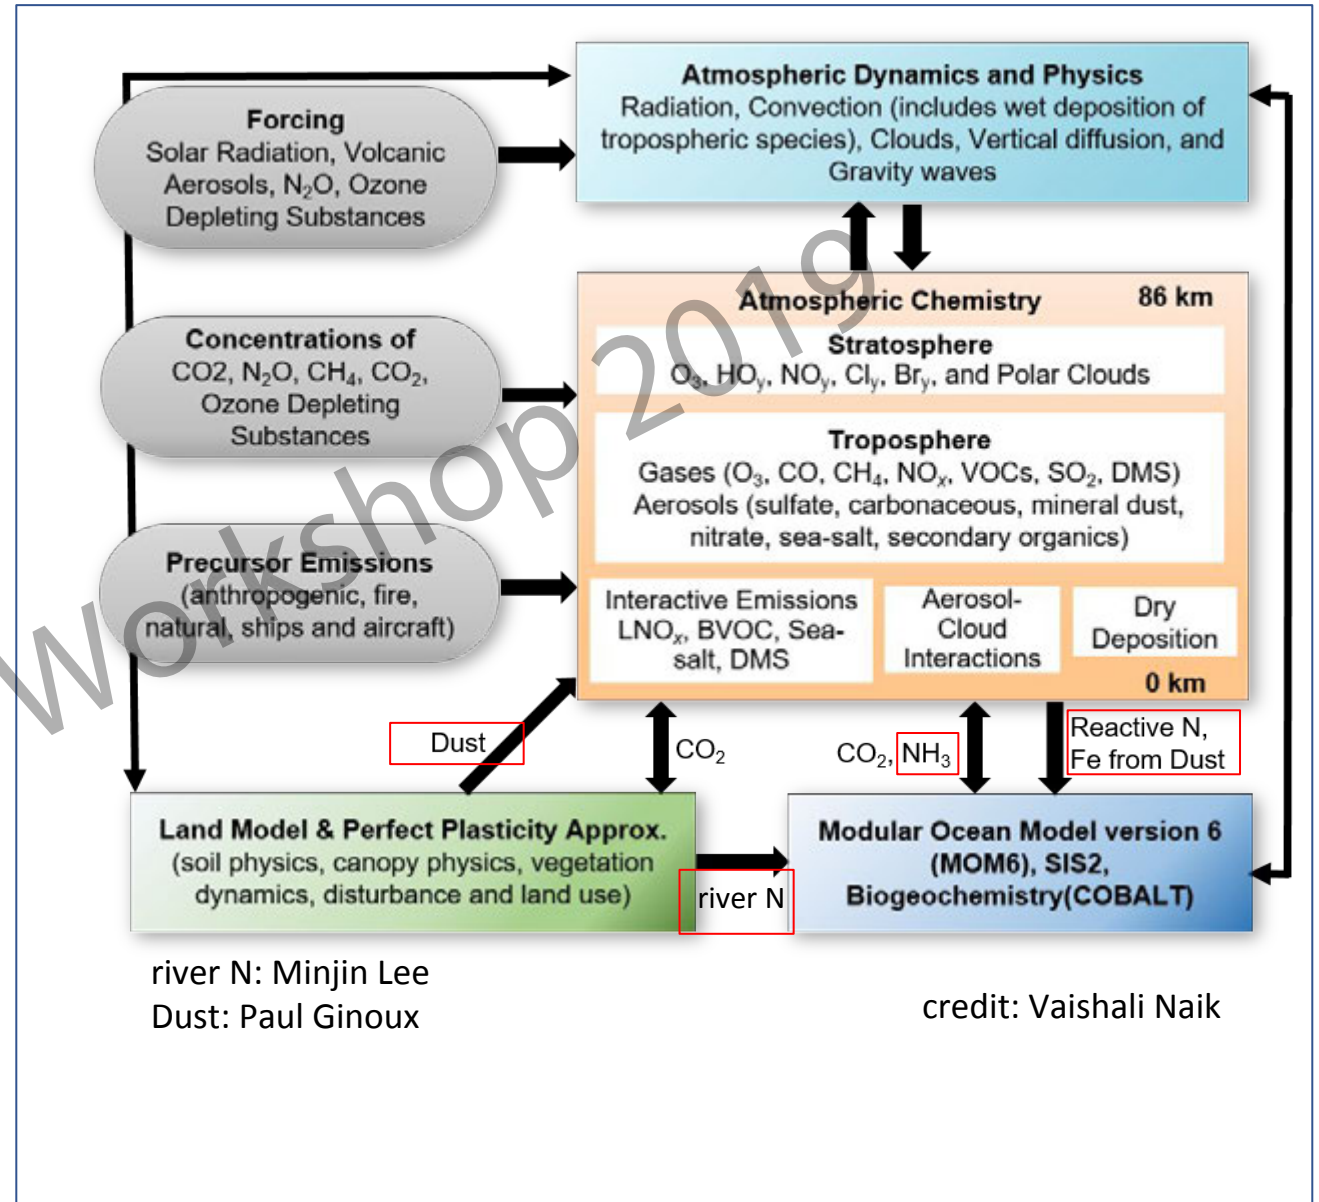 Atmospheric Dynamics and Physics
Radiation, Convection (includes wet deposition of
tropospheric species), Clouds, Vertical diffusion, and
Gravity waves
Forcing
Solar Radiation, Volcanic
Aerosols, N₂O, Ozone
Depleting Substances
Atmospheric Chemistry 86 km
Stratosphere
O₃, HOy, NOy, Cly, Bry, and Polar Clouds
Concentrations of
CO2, N₂O, CH₄, CO₂,
Ozone Depleting
Substances
Troposphere
Gases (O₃, CO, CH₄, NOₓ, VOCs, SO₂, DMS)
Aerosols (sulfate, carbonaceous, mineral dust,
nitrate, sea-salt, secondary organics)
Precursor Emissions
(anthropogenic, fire,
natural, ships and aircraft)
Interactive Emissions
LNOₓ, BVOC, Sea-
salt, DMS
Aerosol-
Cloud
Interactions
Dry
Deposition
0 km
Dust
CO₂
CO₂, NH₃
Reactive N,
Fe from Dust
Land Model & Perfect Plasticity Approx.
(soil physics, canopy physics, vegetation
dynamics, disturbance and land use)
river N
Modular Ocean Model version 6
(MOM6), SIS2,
Biogeochemistry(COBALT)
river N: Minjin Lee
Dust: Paul Ginoux
credit: Vaishali Naik
Workshop 2019